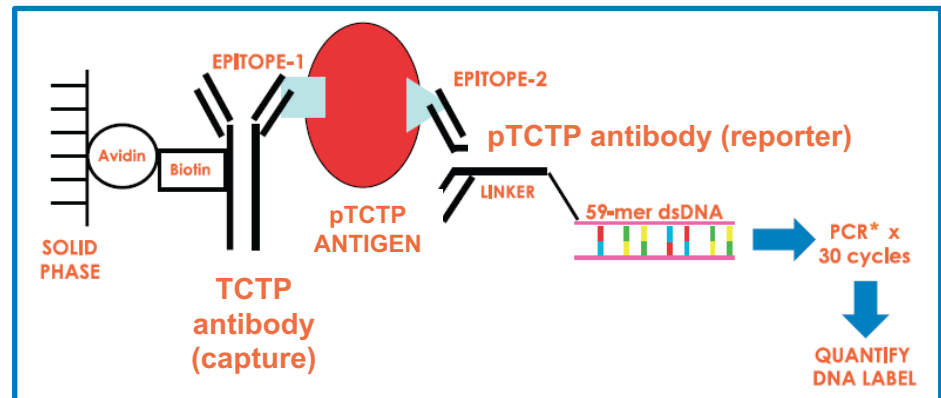 EPITOPE-1
EPITOPE-2
pTCTP antibody (reporter)
Avidin
Biotin
LINKER
pTCTP
ANTIGEN
59-mer dsDNA
PCR* x
30 cycles
SOLID
PHASE
TCTP
antibody
(capture)
QUANTIFY
DNA LABEL